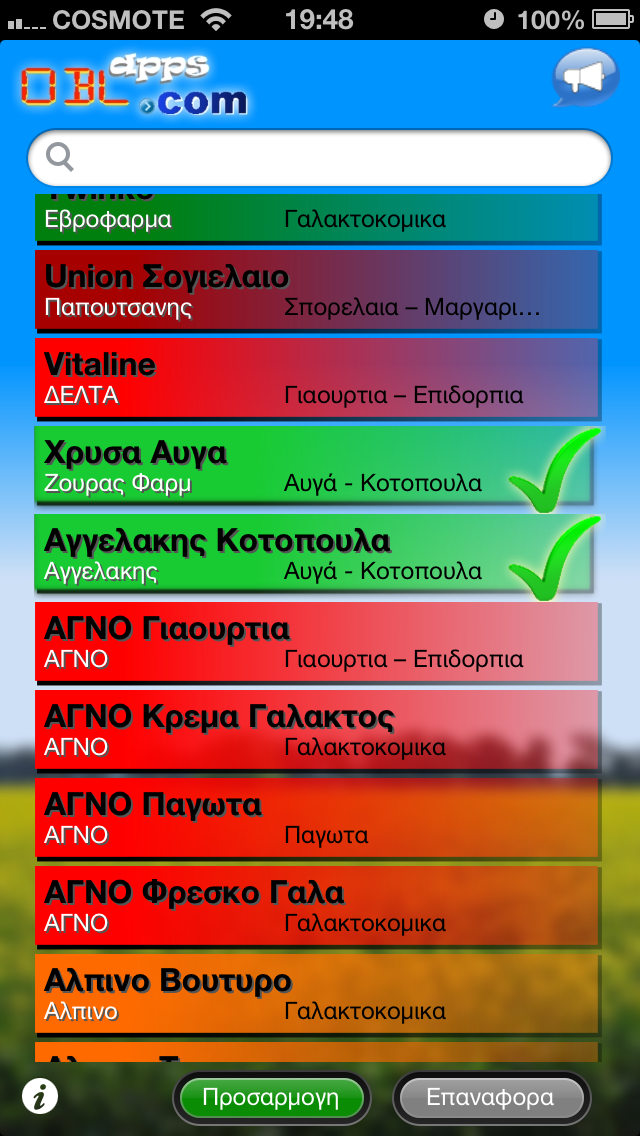 COSMOTE 19:48 100%
OBL apps .com
Εβροφαρμα Γαλακτοκομικα
Union Σογιελαιο
Παπουτσανης Σπορελαια – Μαργαρι...
Vitaline
ΔΕΛΤΑ Γιαουρτια – Επιδορπια
Χρυσα Αυγα
Ζουρας Φαρμ Αυγά - Κοτοπουλα
Αγγελακης Κοτοπουλα
Αγγελακης Αυγά - Κοτοπουλα
ΑΓΝΟ Γιαουρτια
ΑΓΝΟ Γιαουρτια – Επιδορπια
ΑΓΝΟ Κρεμα Γαλακτος
ΑΓΝΟ Γαλακτοκομικα
ΑΓΝΟ Παγωτα
ΑΓΝΟ Παγωτα
ΑΓΝΟ Φρεσκο Γαλα
ΑΓΝΟ Γαλακτοκομικα
Αλπινο Βουτυρο
Αλπινο Γαλακτοκομικα
Προσαρμογη Επαναφορα